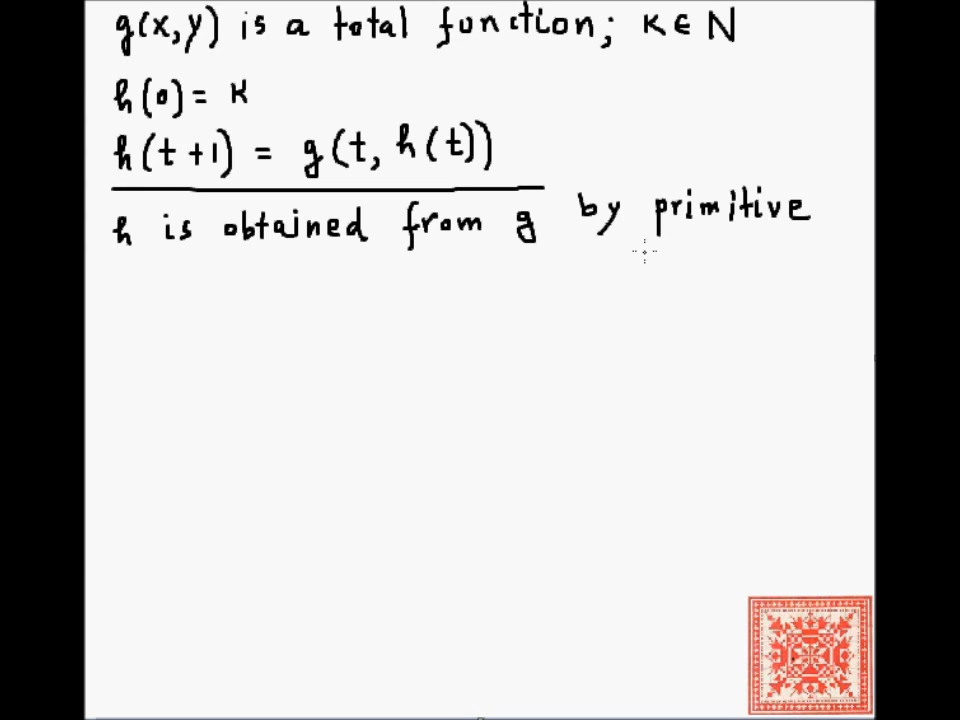 g(x,y) is a total function; k∈N
h(0) = k
h(t+1) = g(t, h(t))
h is obtained from g by primitive